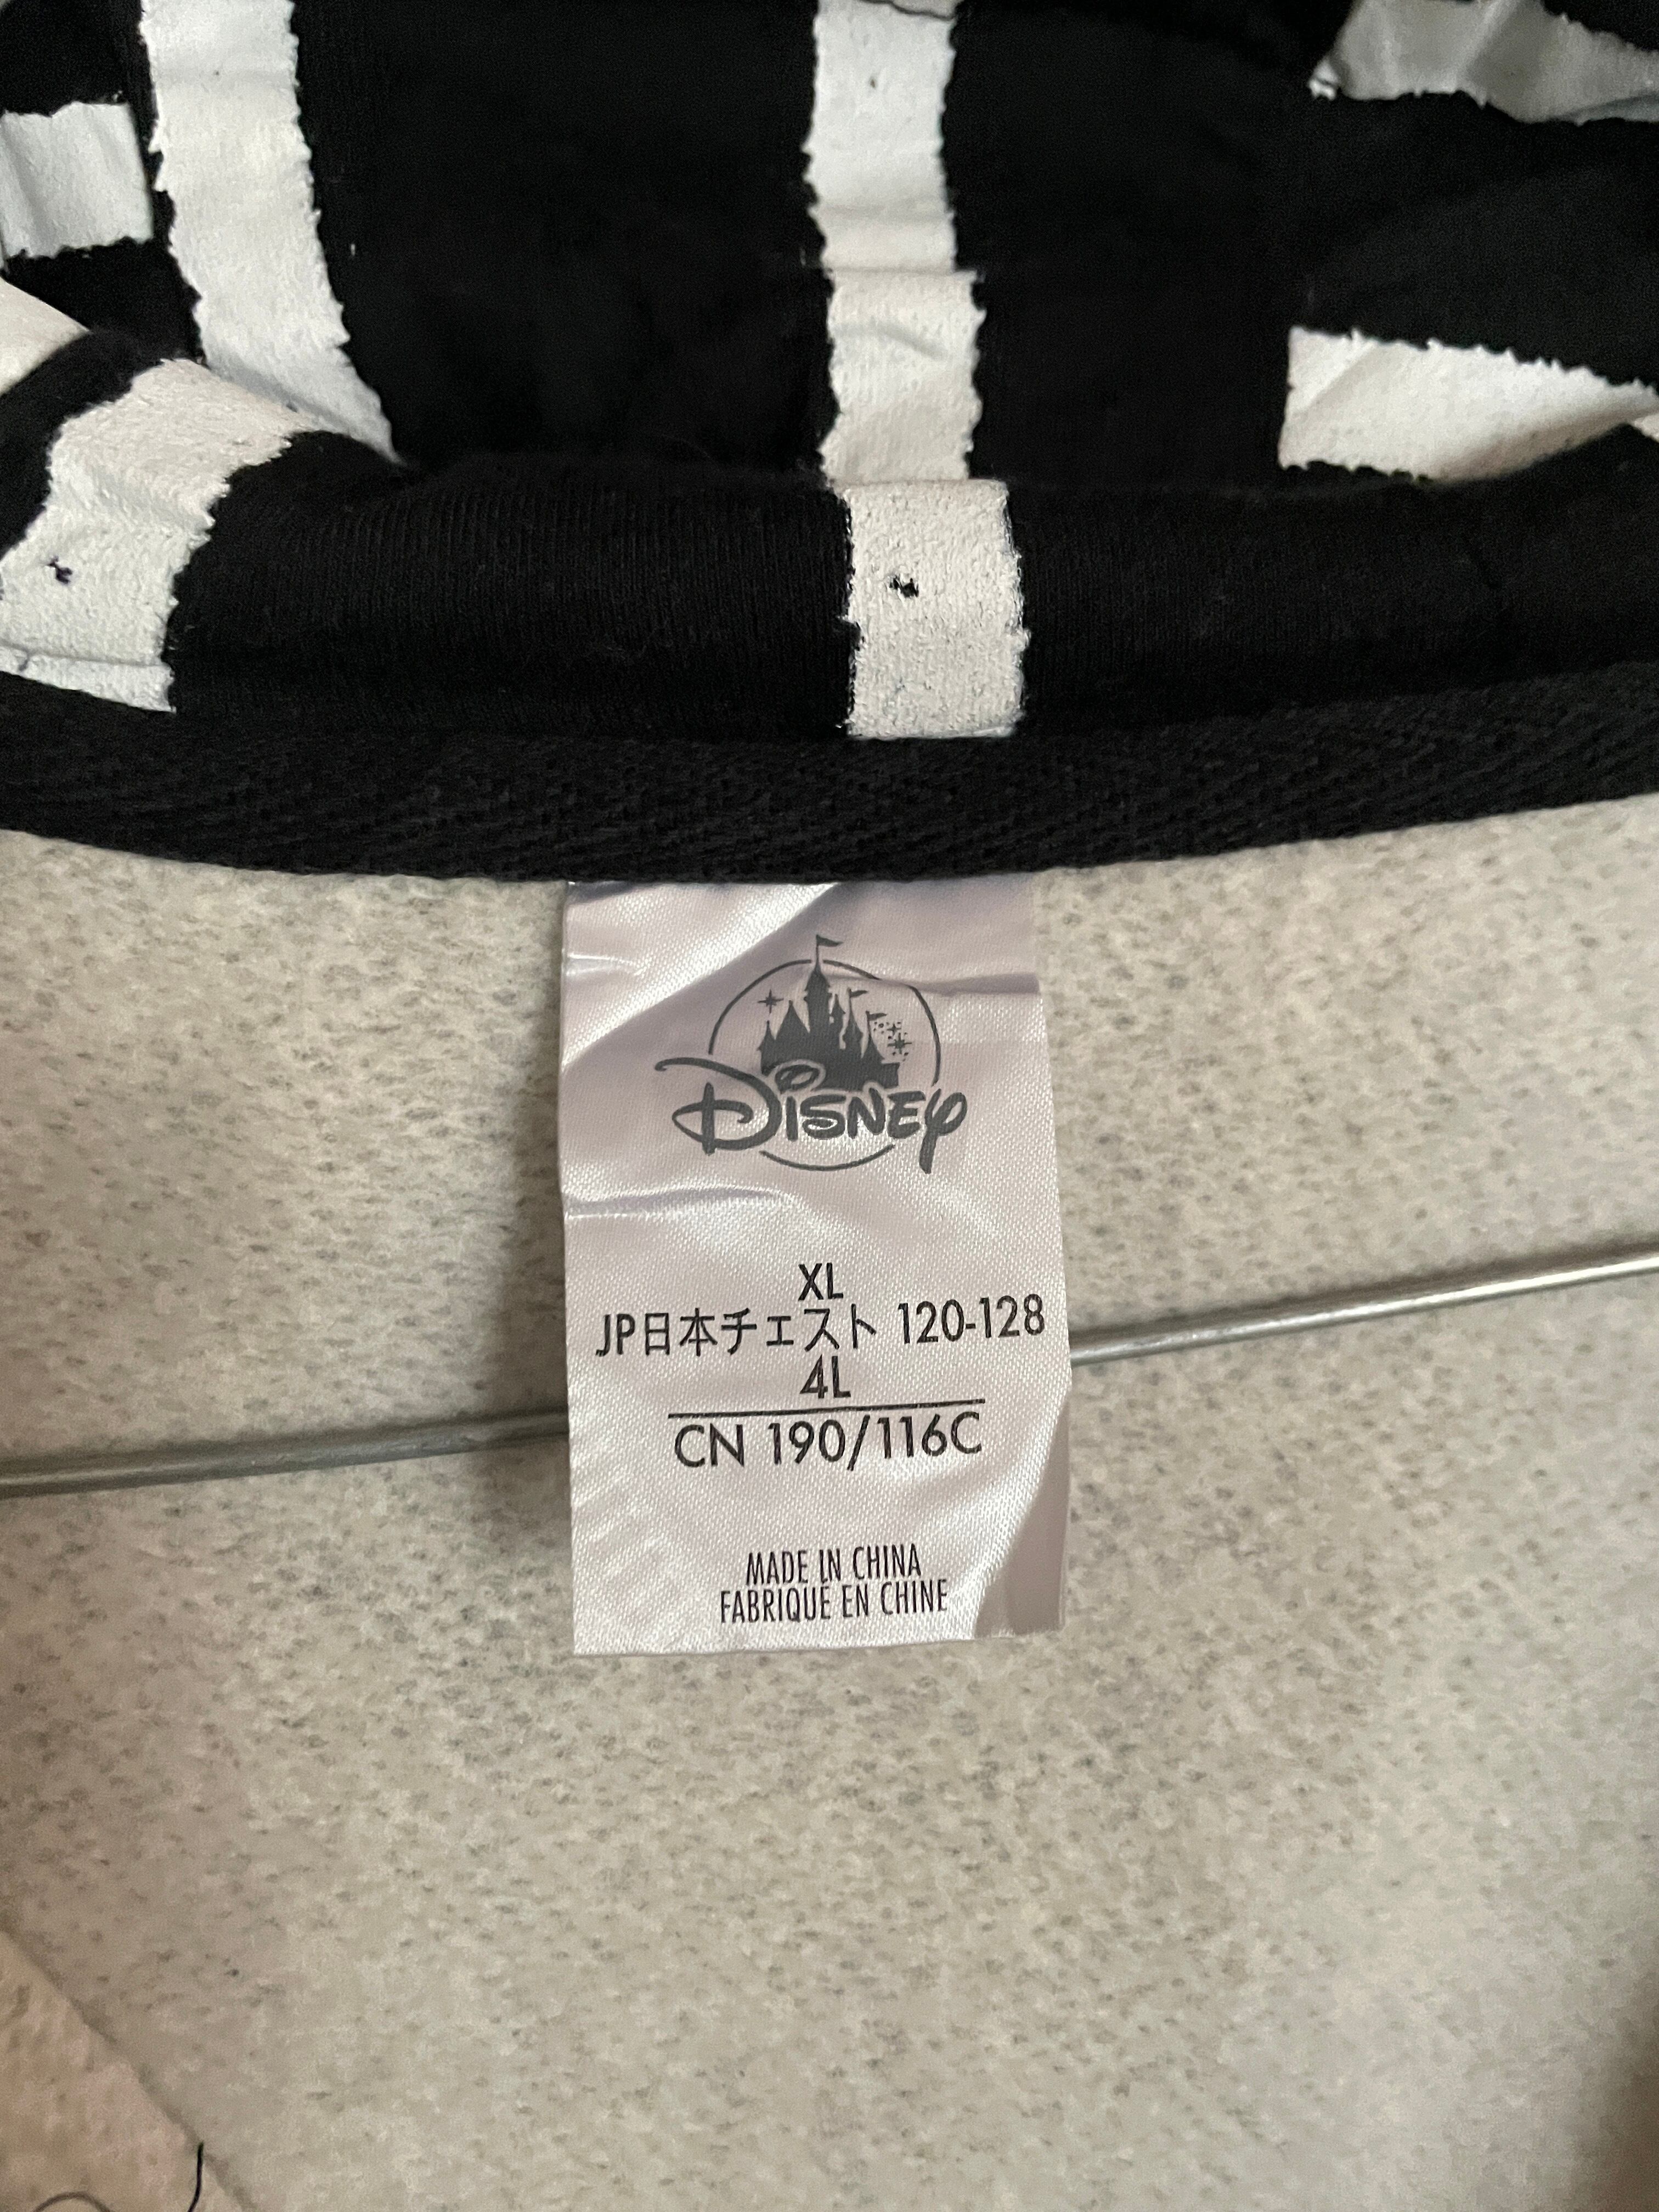 Disney
XL
JP日本チェスト 120-128
4L
CN 190/116C
MADE IN CHINA
FABRIQUÉ EN CHINE